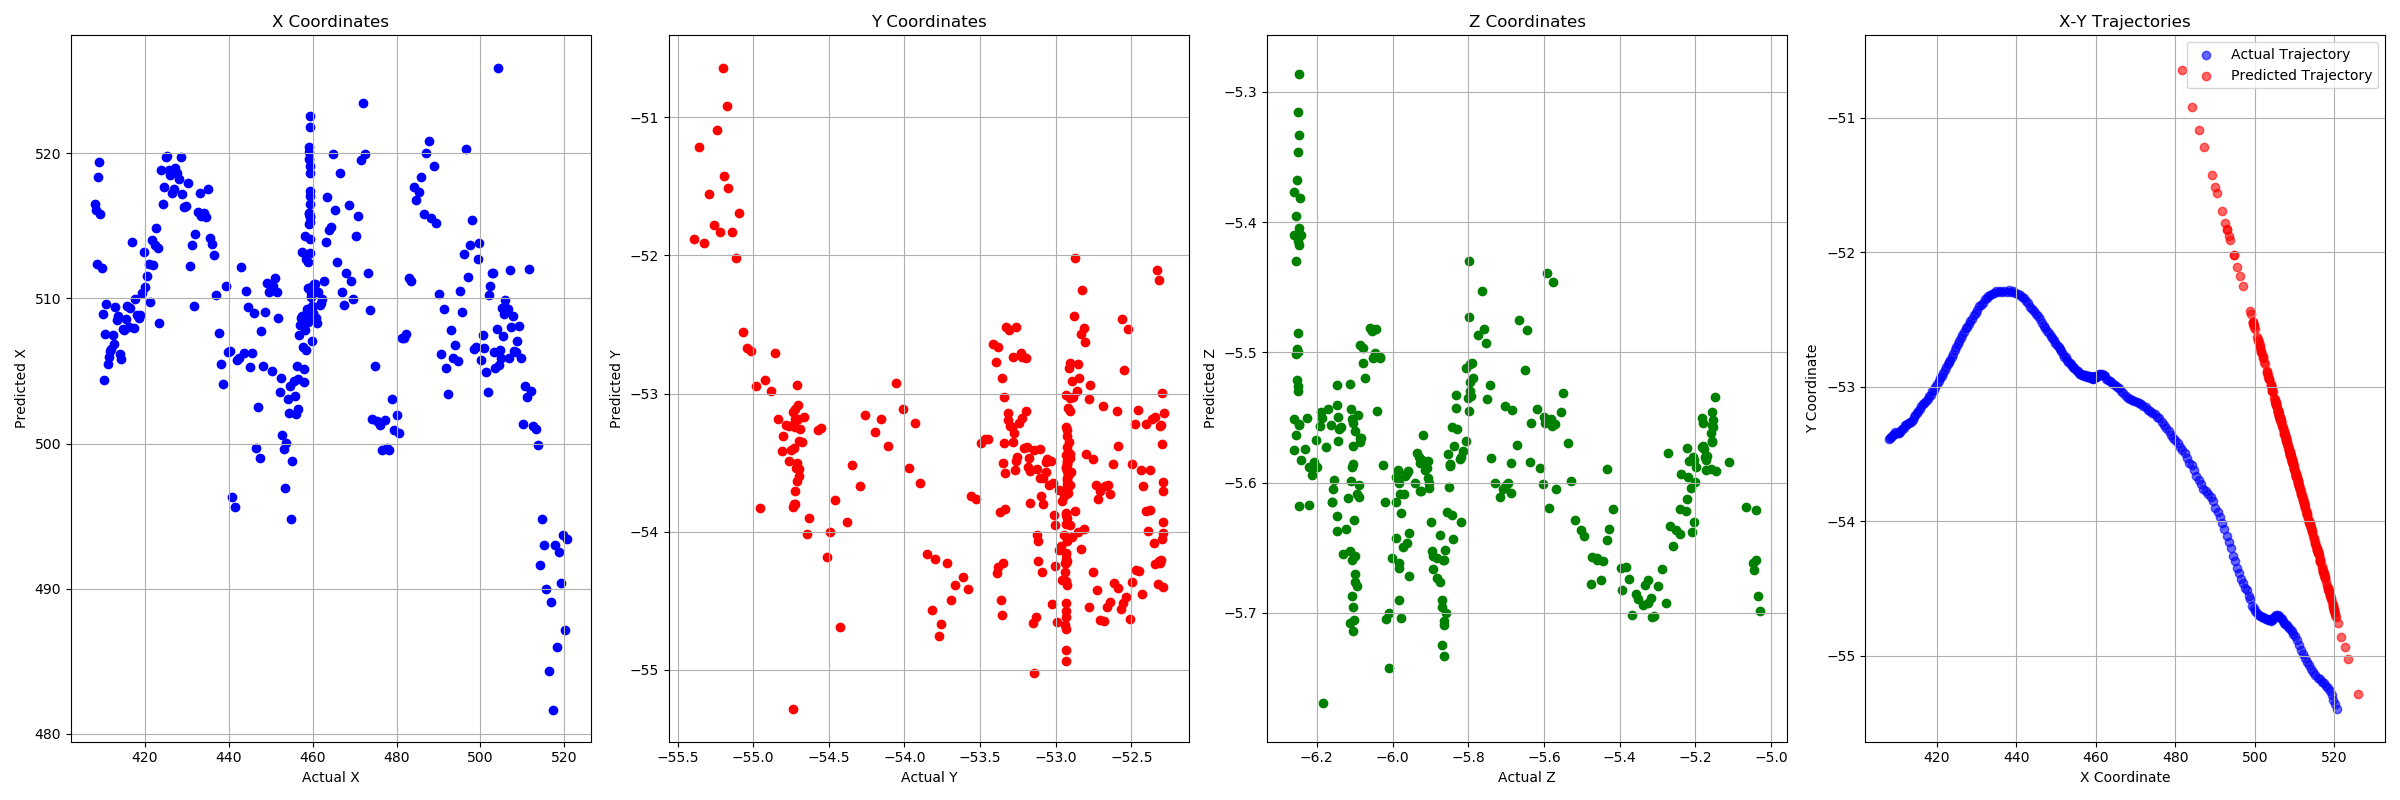 X Coordinates
Predicted X
520
510
500
490
480
420 440 460 480 500 520
Actual X
Y Coordinates
Predicted Y
−51
−52
−53
−54
−55
−55.5 −55.0 −54.5 −54.0 −53.5 −53.0 −52.5
Actual Y
Z Coordinates
Predicted Z
−5.3
−5.4
−5.5
−5.6
−5.7
−6.2 −6.0 −5.8 −5.6 −5.4 −5.2 −5.0
Actual Z
X-Y Trajectories
Actual Trajectory
Predicted Trajectory
Y Coordinate
−51
−52
−53
−54
−55
420 440 460 480 500 520
X Coordinate